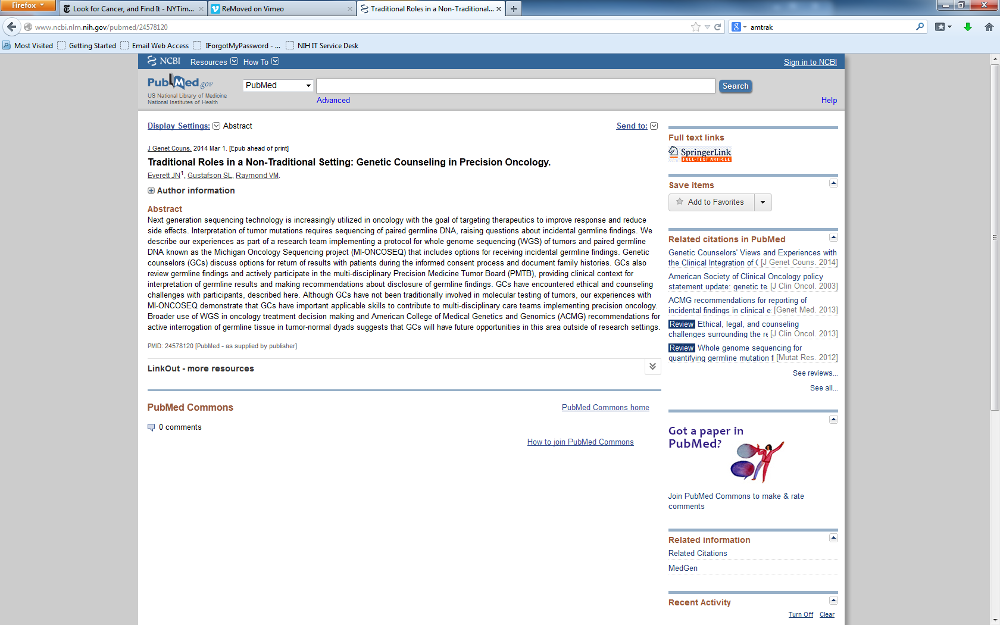 Firefox
Look for Cancer, and Find It - NYTim...
ReMoved on Vimeo
Traditional Roles in a Non-Traditional...
www.ncbi.nlm.nih.gov/pubmed/24578120
8
amtrak
Most Visited
Getting Started
Email Web Access
IForgotMyPassword - ...
NIH IT Service Desk
NCBI
Resources
How To
Sign in to NCBI
PubMed.gov
US National Library of Medicine
National Institutes of Health
PubMed
Search
Advanced
Help
Display Settings:
Abstract
Send to:
J Genet Couns. 2014 Mar 1. [Epub ahead of print]
Traditional Roles in a Non-Traditional Setting: Genetic Counseling in Precision Oncology.
Everett JN1, Gustafson SL, Raymond VM.
Author information
Abstract
Next generation sequencing technology is increasingly utilized in oncology with the goal of targeting therapeutics to improve response and reduce
side effects. Interpretation of tumor mutations requires sequencing of paired germline DNA, raising questions about incidental germline findings. We
describe our experiences as part of a research team implementing a protocol for whole genome sequencing (WGS) of tumors and paired germline
DNA known as the Michigan Oncology Sequencing project (MI-ONCOSEQ) that includes options for receiving incidental germline findings. Genetic
counselors (GCs) discuss options for return of results with patients during the informed consent process and document family histories. GCs also
review germline findings and actively participate in the multi-disciplinary Precision Medicine Tumor Board (PMTB), providing clinical context for
interpretation of germline results and making recommendations about disclosure of germline findings. GCs have encountered ethical and counseling
challenges with participants, described here. Although GCs have not been traditionally involved in molecular testing of tumors, our experiences with
MI-ONCOSEQ demonstrate that GCs have important applicable skills to contribute to multi-disciplinary care teams implementing precision oncology.
Broader use of WGS in oncology treatment decision making and American College of Medical Genetics and Genomics (ACMG) recommendations for
active interrogation of germline tissue in tumor-normal dyads suggests that GCs will have future opportunities in this area outside of research settings.
PMID: 24578120 [PubMed - as supplied by publisher]
LinkOut - more resources
PubMed Commons
PubMed Commons home
0 comments
How to join PubMed Commons
Full text links
SpringerLink
FULL-TEXT ARTICLE
Save items
Add to Favorites
Related citations in PubMed
Genetic Counselors' Views and Experiences with
the Clinical Integration of [J Genet Couns. 2014]
American Society of Clinical Oncology policy
statement update: genetic te [J Clin Oncol. 2003]
ACMG recommendations for reporting of
incidental findings in clinical e [Genet Med. 2013]
Review Ethical, legal, and counseling
challenges surrounding the re [J Clin Oncol. 2013]
Review Whole genome sequencing for
quantifying germline mutation f [Mutat Res. 2012]
See reviews...
See all...
Got a paper in
PubMed?
Join PubMed Commons to make & rate
comments
Related information
Related Citations
MedGen
Recent Activity
Turn Off
Clear